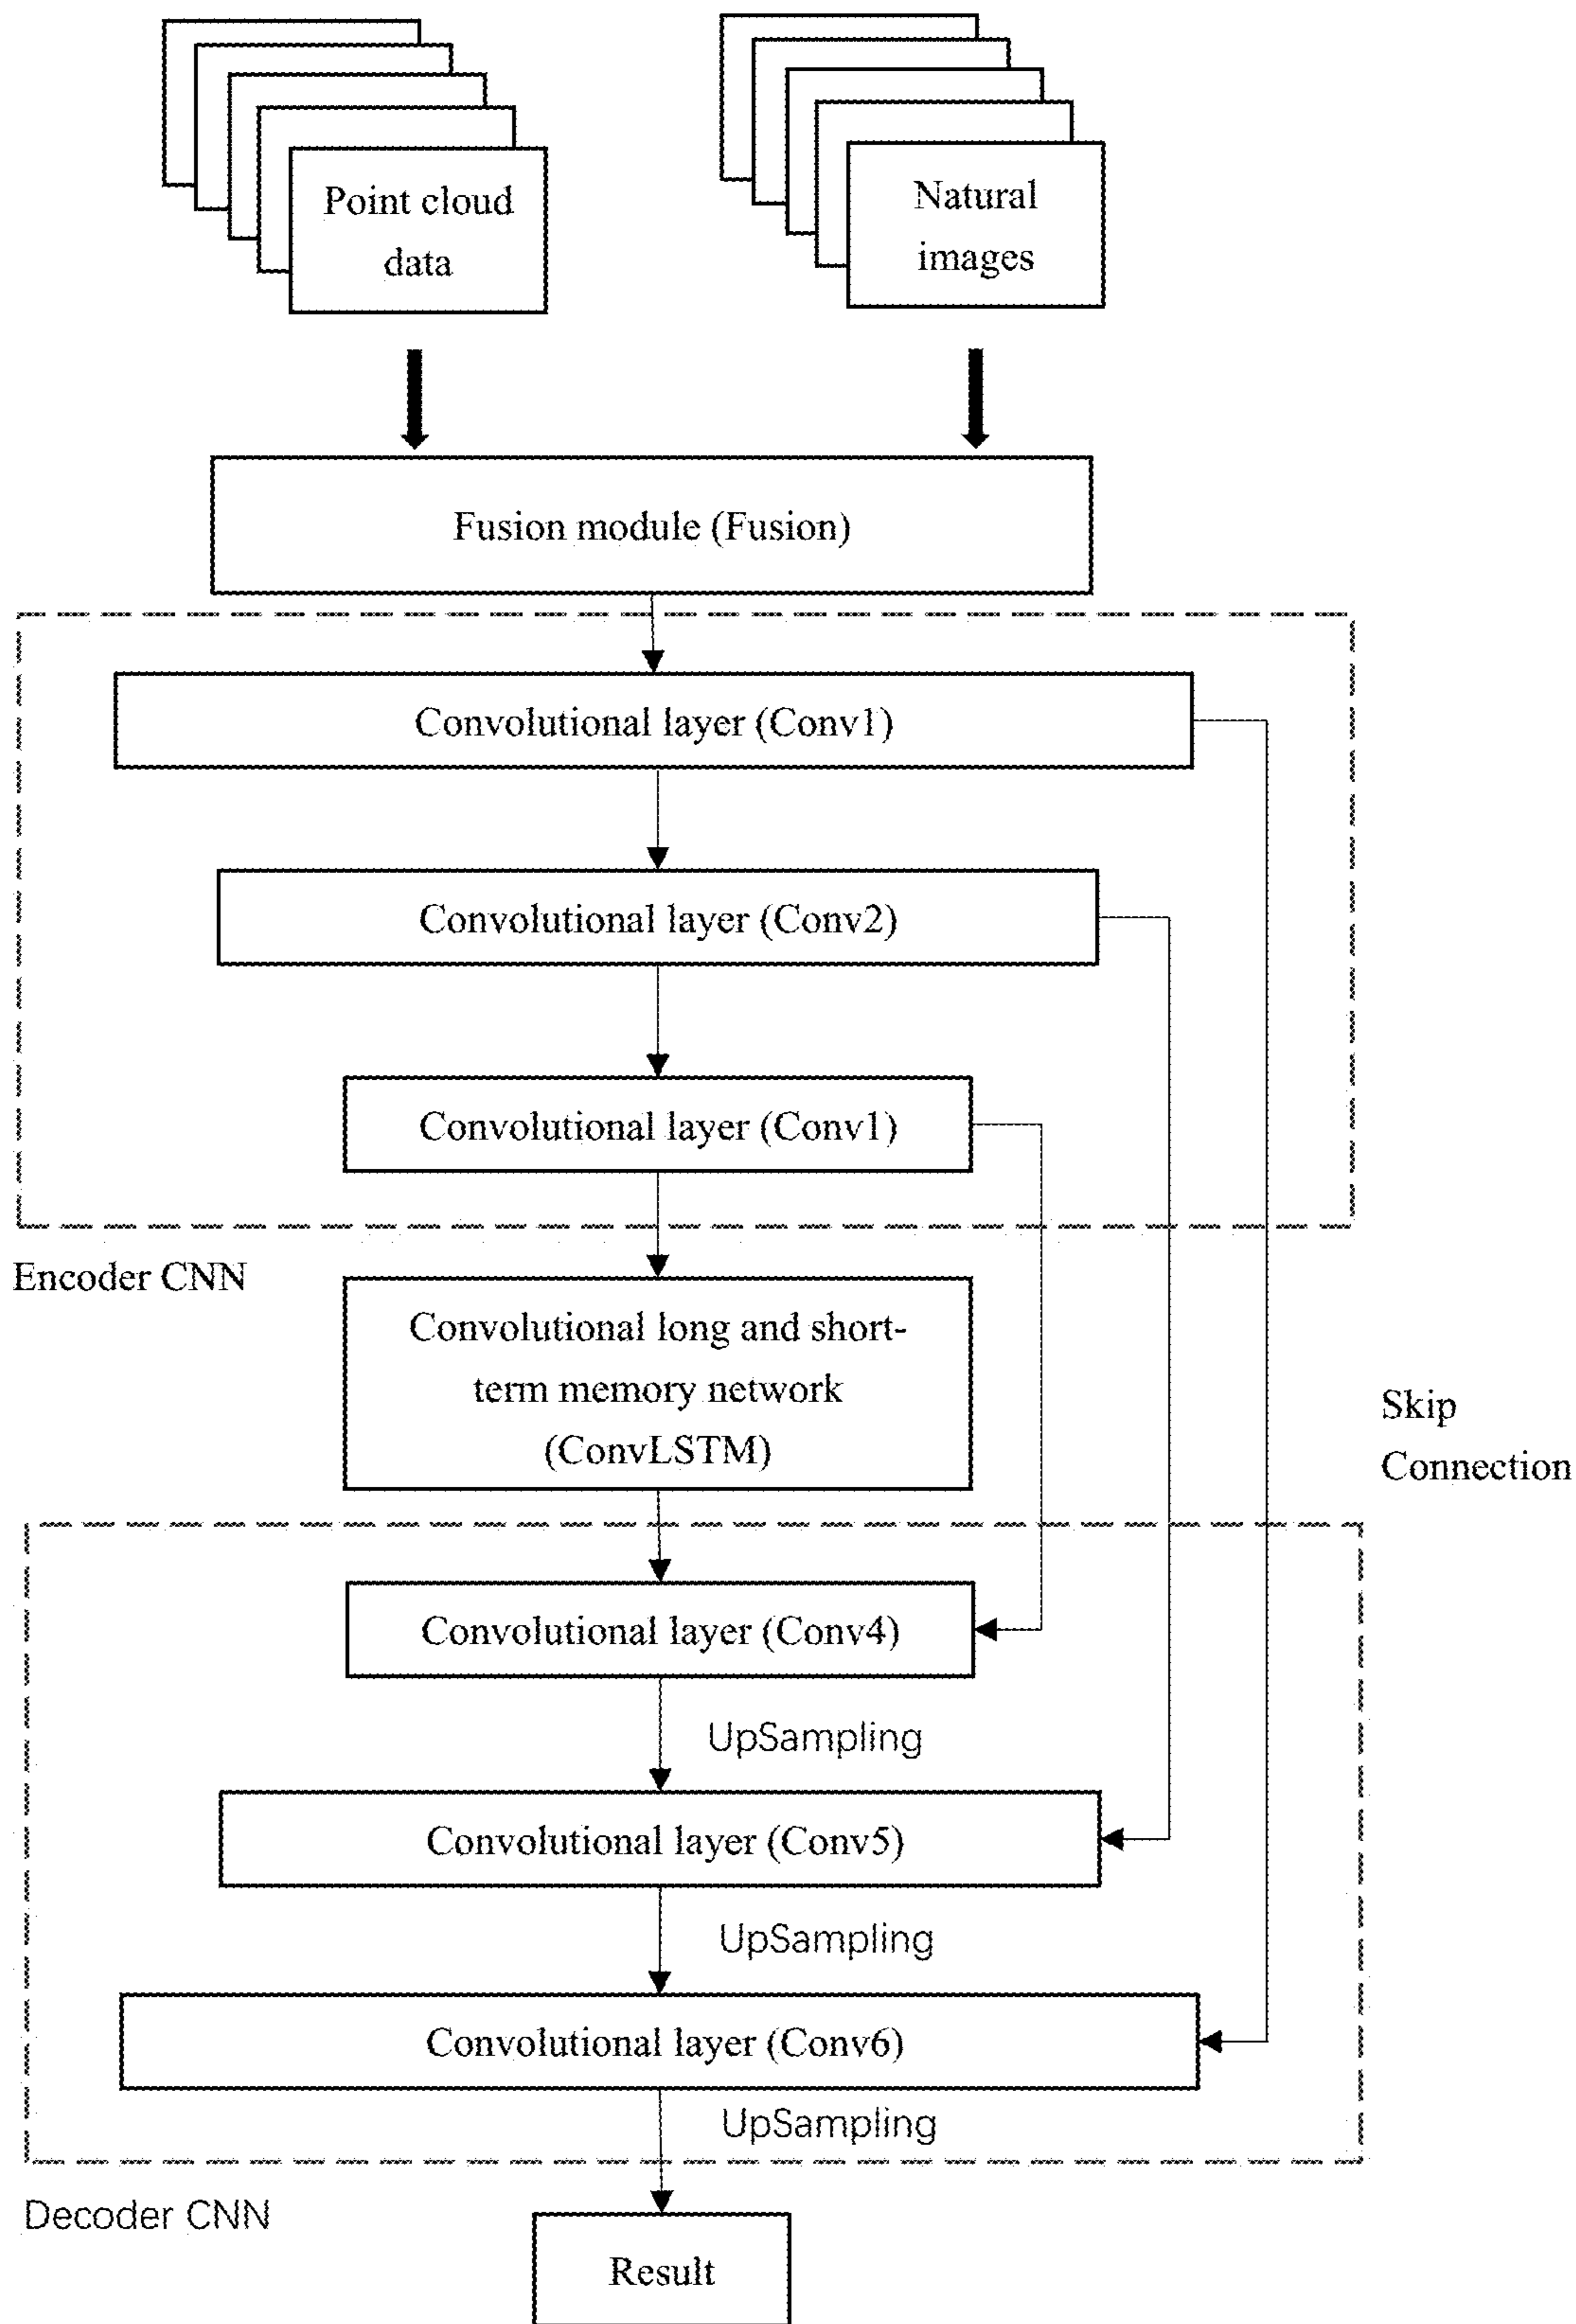 Point cloud
data
Natural
images
Fusion module (Fusion)
Convolutional layer (Conv1)
Convolutional layer (Conv2)
Convolutional layer (Conv1)
Encoder CNN
Convolutional long and short-
term memory network
(ConvLSTM)
Skip
Connection
Convolutional layer (Conv4)
UpSampling
Convolutional layer (Conv5)
UpSampling
Convolutional layer (Conv6)
UpSampling
Decoder CNN
Result